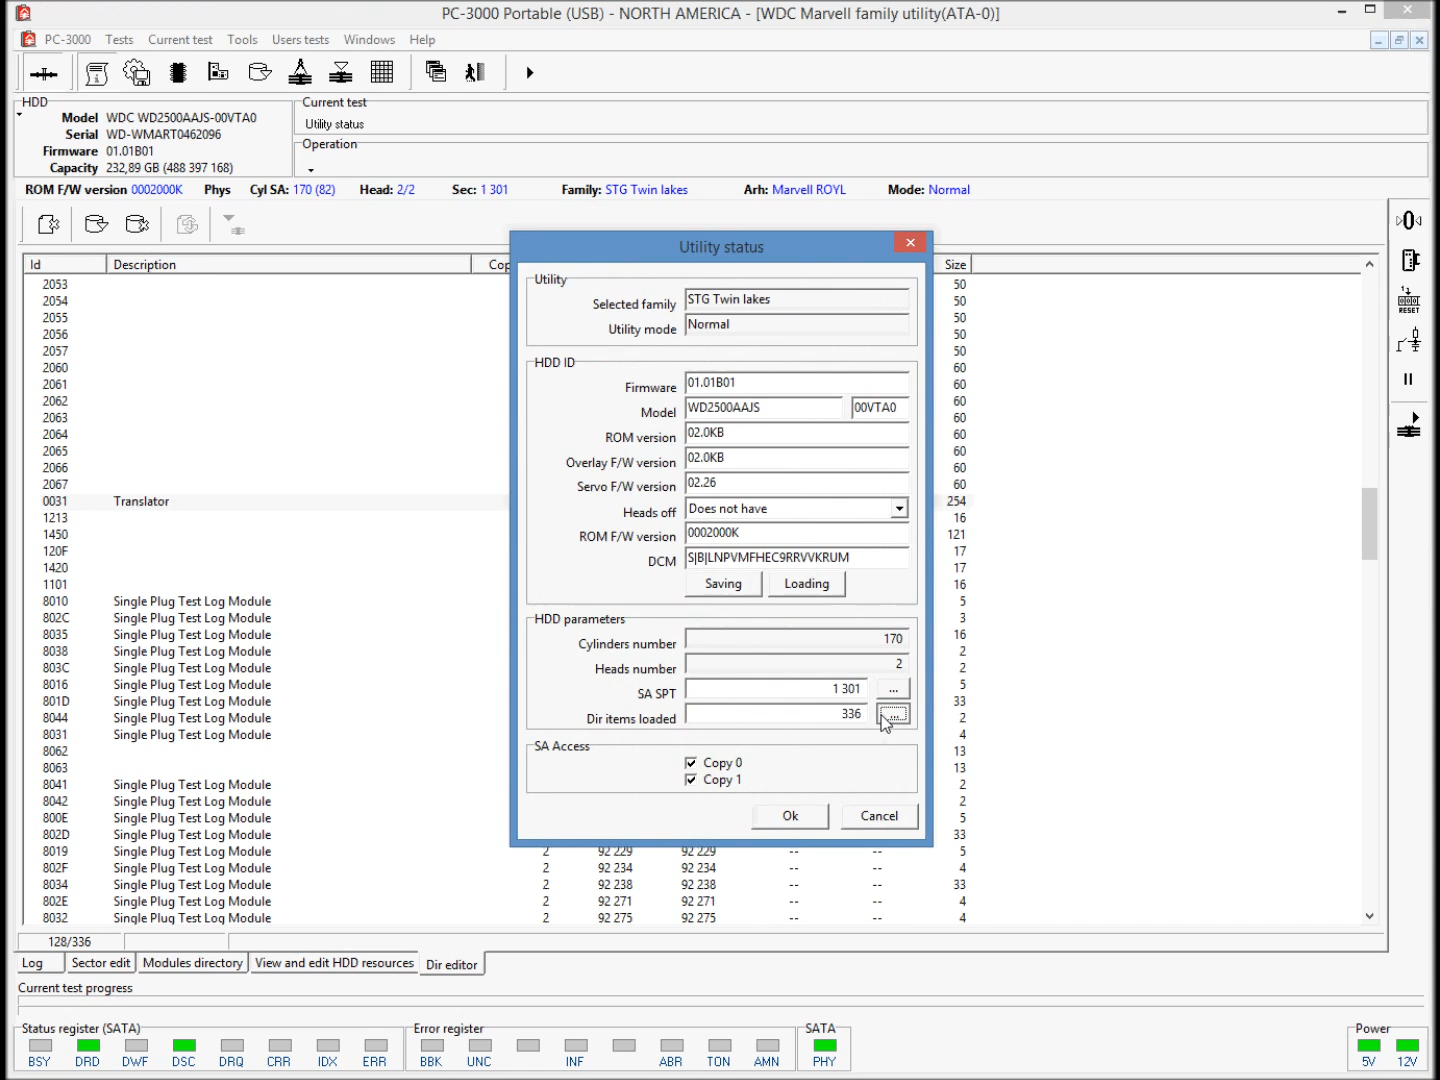 PC-3000 Portable (USB) - NORTH AMERICA - [WDC Marvell family utility(ATA-0)]
PC-3000 Tests Current test Tools Users tests Windows Help
HDD
Model WDC WD2500AAJS-00VTA0
Serial WD-WMART0462096
Firmware 01.01B01
Capacity 232,89 GB (488 397 168)
Current test
Utility status
Operation
ROM F/W version 0002000K Phys Cyl SA: 170 (82) Head: 2/2 Sec: 1 301 Family: STG Twin lakes Arh: Marvell ROYL Mode: Normal
Id Description Cop Size
2053 50
2054 50
2055 50
2056 50
2057 50
2060 60
2061 60
2062 60
2063 60
2064 60
2065 60
2066 60
2067 60
0031 Translator 254
1213 16
1450 121
120F 17
1420 17
1101 16
8010 Single Plug Test Log Module 5
802C Single Plug Test Log Module 3
8035 Single Plug Test Log Module 16
8038 Single Plug Test Log Module 2
803C Single Plug Test Log Module 2
8016 Single Plug Test Log Module 5
801D Single Plug Test Log Module 33
8044 Single Plug Test Log Module 2
8031 Single Plug Test Log Module 4
8062 13
8063 13
8041 Single Plug Test Log Module 2
8042 Single Plug Test Log Module 2
800E Single Plug Test Log Module 5
802D Single Plug Test Log Module 33
8019 Single Plug Test Log Module 2 92 229 92 229 -- -- 5
802F Single Plug Test Log Module 2 92 234 92 234 -- -- 4
8034 Single Plug Test Log Module 2 92 238 92 238 -- -- 33
802E Single Plug Test Log Module 2 92 271 92 271 -- -- 4
8032 Single Plug Test Log Module 2 92 275 92 275 -- -- 4
Utility status
Utility
Selected family STG Twin lakes
Utility mode Normal
HDD ID
Firmware 01.01B01
Model WD2500AAJS 00VTA0
ROM version 02.0KB
Overlay F/W version 02.0KB
Servo F/W version 02.26
Heads off Does not have
ROM F/W version 0002000K
DCM S|B|LNPVMFHEC9RRVVKRUM
Saving Loading
HDD parameters
Cylinders number 170
Heads number 2
SA SPT 1 301 ...
Dir items loaded 336 ...
SA Access
Copy 0
Copy 1
Ok Cancel
RESET
128/336
Log Sector edit Modules directory View and edit HDD resources Dir editor
Current test progress
Status register (SATA) Error register SATA Power
BSY DRD DWF DSC DRQ CRR IDX ERR BBK UNC INF ABR TON AMN PHY 5V 12V